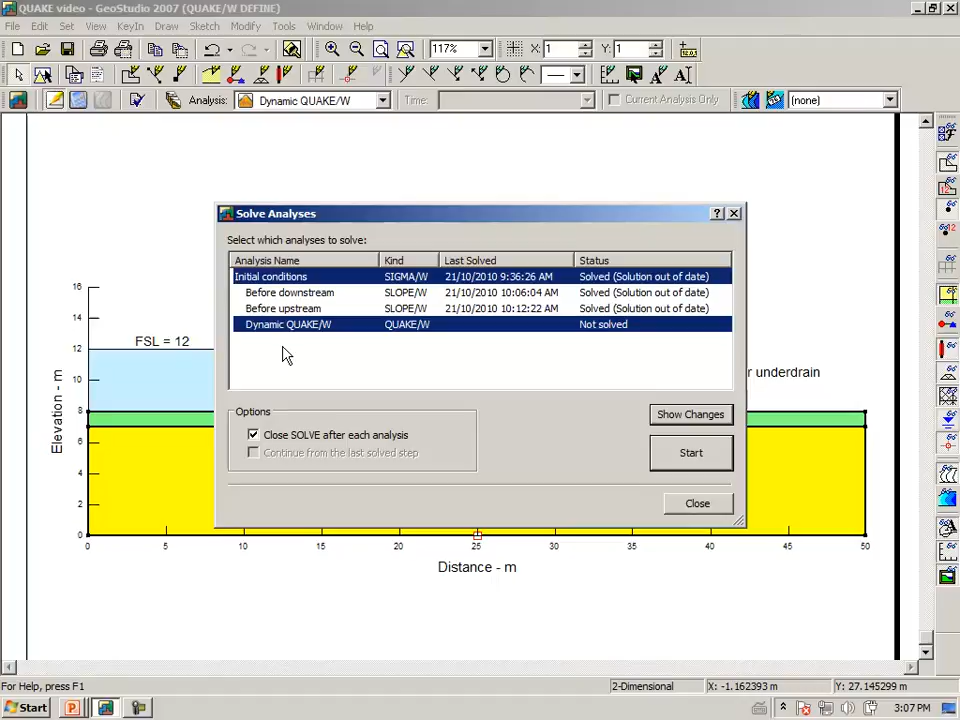 QUAKE video - GeoStudio 2007 (QUAKE/W DEFINE)
File Edit Set View KeyIn Draw Sketch Modify Tools Window Help
117% X: 1 Y: 1
Analysis: Dynamic QUAKE/W Time: Current Analysis Only (none)
Solve Analyses
Select which analyses to solve:
Analysis Name Kind Last Solved Status
Initial conditions SIGMA/W 21/10/2010 9:36:26 AM Solved (Solution out of date)
Before downstream SLOPE/W 21/10/2010 10:06:04 AM Solved (Solution out of date)
Before upstream SLOPE/W 21/10/2010 10:12:22 AM Solved (Solution out of date)
Dynamic QUAKE/W QUAKE/W Not solved
Options
Close SOLVE after each analysis
Continue from the last solved step
Show Changes
Start
Close
16
14
12
10
8
6
4
2
0
Elevation - m
FSL = 12
underdrain
0 5 10 15 20 25 30 35 40 45 50
Distance - m
For Help, press F1 2-Dimensional X: -1.162393 m Y: 27.145299 m
Start 3:07 PM